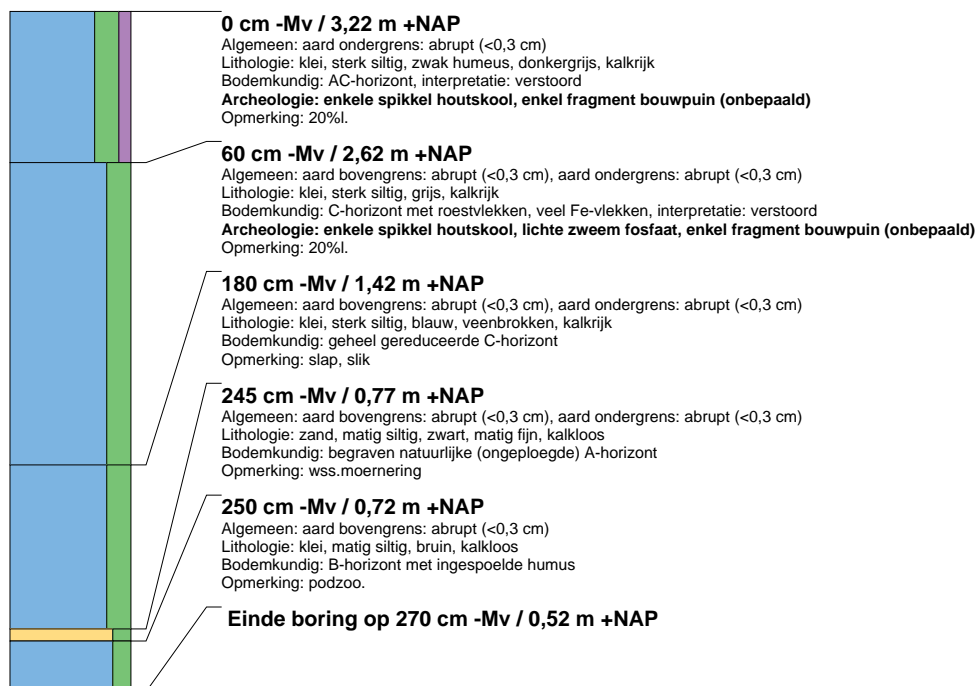 0 cm -Mv / 3,22 m +NAP
Algemeen: aard ondergrens: abrupt (<0,3 cm)
Lithologie: klei, sterk siltig, zwak humeus, donkergrijs, kalkrijk
Bodemkundig: AC-horizont, interpretatie: verstoord
Archeologie: enkele spikkel houtskool, enkel fragment bouwpuin (onbepaald)
Opmerking: 20%l.
60 cm -Mv / 2,62 m +NAP
Algemeen: aard bovengrens: abrupt (<0,3 cm), aard ondergrens: abrupt (<0,3 cm)
Lithologie: klei, sterk siltig, grijs, kalkrijk
Bodemkundig: C-horizont met roestvlekken, veel Fe-vlekken, interpretatie: verstoord
Archeologie: enkele spikkel houtskool, lichte zweem fosfaat, enkel fragment bouwpuin (onbepaald)
Opmerking: 20%l.
180 cm -Mv / 1,42 m +NAP
Algemeen: aard bovengrens: abrupt (<0,3 cm), aard ondergrens: abrupt (<0,3 cm)
Lithologie: klei, sterk siltig, blauw, veenbrokken, kalkrijk
Bodemkundig: geheel gereduceerde C-horizont
Opmerking: slap, slik
245 cm -Mv / 0,77 m +NAP
Algemeen: aard bovengrens: abrupt (<0,3 cm), aard ondergrens: abrupt (<0,3 cm)
Lithologie: zand, matig siltig, zwart, matig fijn, kalkloos
Bodemkundig: begraven natuurlijke (ongeploegde) A-horizont
Opmerking: wss.moernering
250 cm -Mv / 0,72 m +NAP
Algemeen: aard bovengrens: abrupt (<0,3 cm)
Lithologie: klei, matig siltig, bruin, kalkloos
Bodemkundig: B-horizont met ingespoelde humus
Opmerking: podzoo.
Einde boring op 270 cm -Mv / 0,52 m +NAP